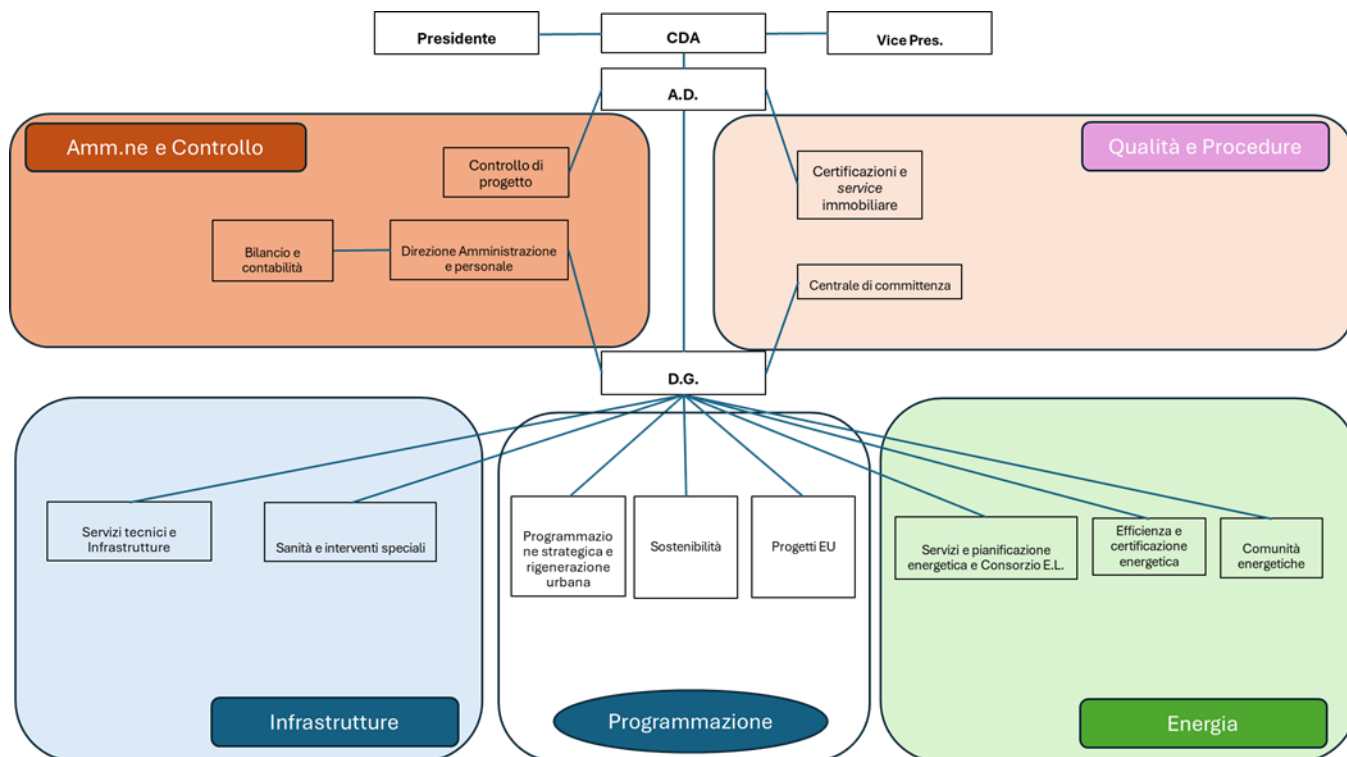 Presidente
CDA
Vice Pres.
A.D.
Amm.ne e Controllo
Qualità e Procedure
Controllo di
progetto
Certificazioni e
service
immobiliare
Bilancio e
contabilità
Direzione Amministrazione
e personale
Centrale di committenza
D.G.
Servizi tecnici e
Infrastrutture
Sanità e interventi speciali
Programmazio
ne strategica e
rigenerazione
urbana
Sostenibilità
Progetti EU
Servizi e pianificazione
energetica e Consorzio E.L.
Efficienza e
certificazione
energetica
Comunità
energetiche
Infrastrutture
Programmazione
Energia